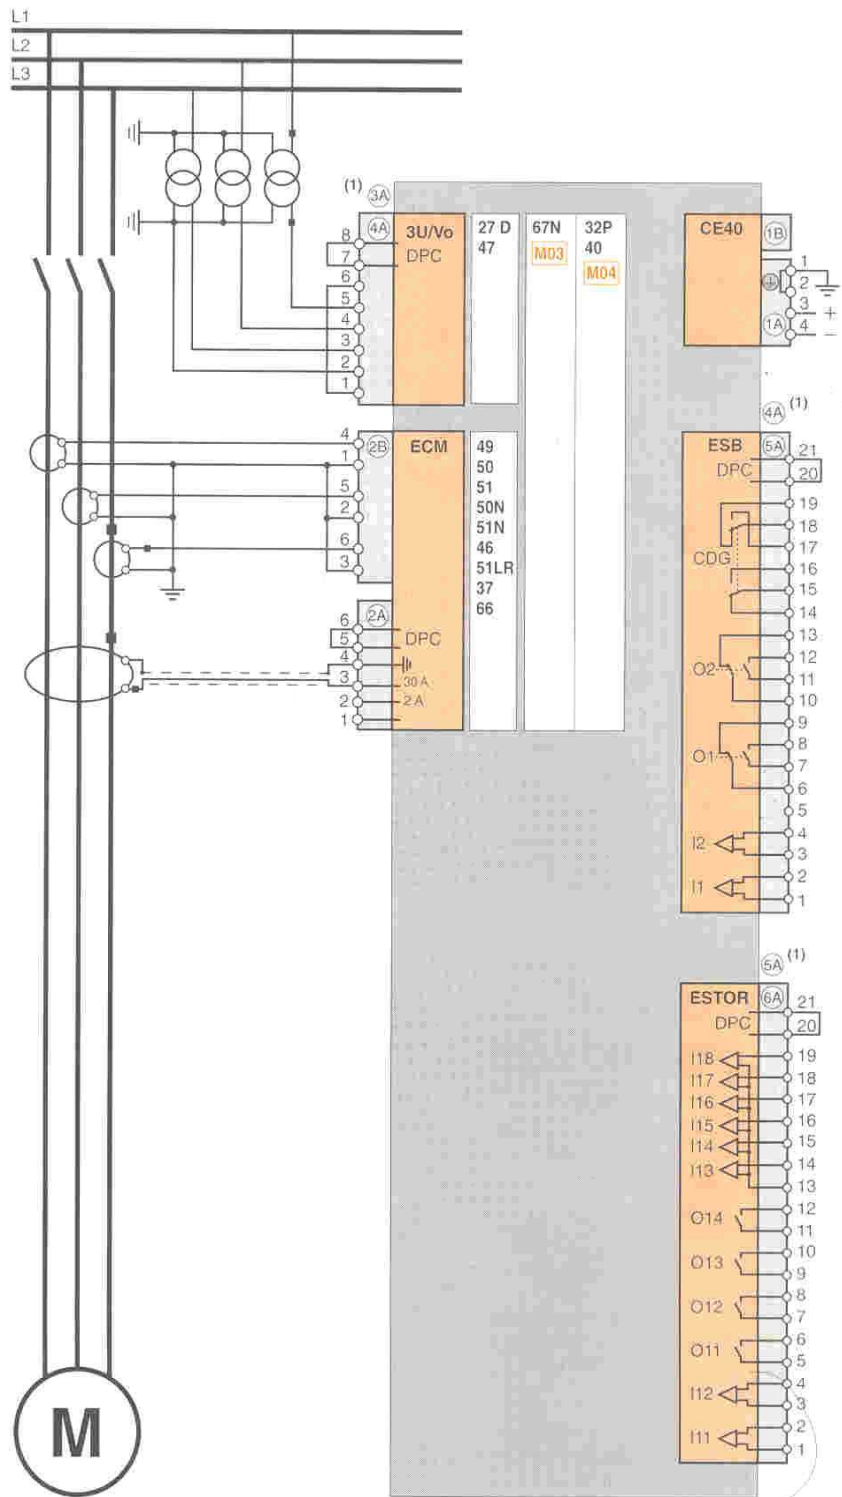 L1
L2
L3
(1) 3A
4A 3U/Vo
DPC
8
7
6
5
4
3
2
1
27 D
47
67N
M03
32P
40
M04
CE40
1B
1A
1
2
3 +
4 −
2B ECM
4
1
5
2
6
3
49
50
51
50N
51N
46
51LR
37
66
2A
DPC
6
5
4
3 30 A
2 2 A
1
4A (1)
ESB 5A
DPC
CDG
O2
O1
I2
I1
21
20
19
18
17
16
15
14
13
12
11
10
9
8
7
6
5
4
3
2
1
5A (1)
ESTOR 6A
DPC
I18
I17
I16
I15
I14
I13
O14
O13
O12
O11
I12
I11
21
20
19
18
17
16
15
14
13
12
11
10
9
8
7
6
5
4
3
2
1
M